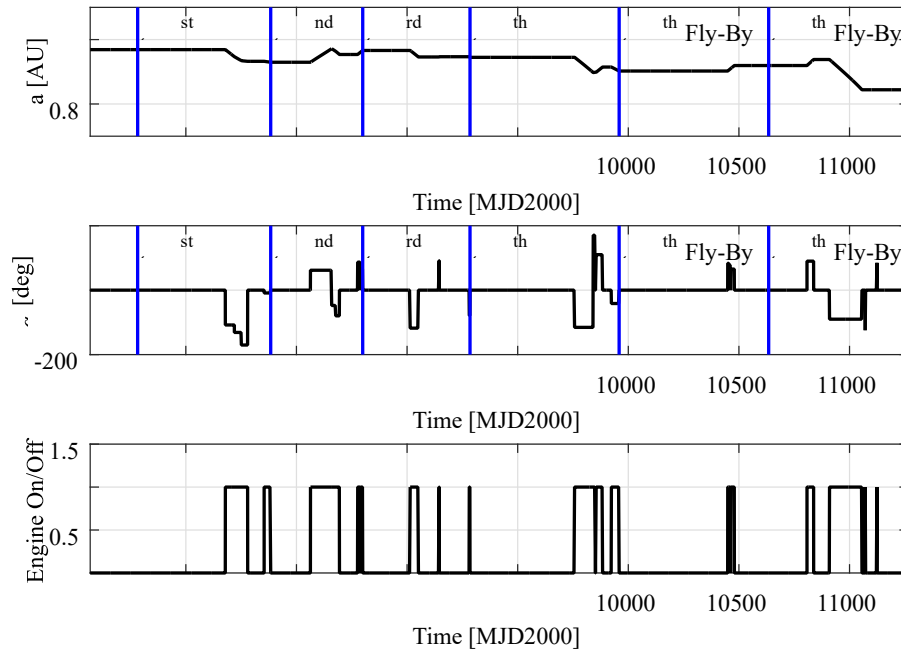 st nd rd th th Fly-By th Fly-By
a [AU]
0.8
10000 10500 11000
Time [MJD2000]
st nd rd th th Fly-By th Fly-By
~ [deg]
-200
10000 10500 11000
Time [MJD2000]
Engine On/Off
1.5
0.5
10000 10500 11000
Time [MJD2000]